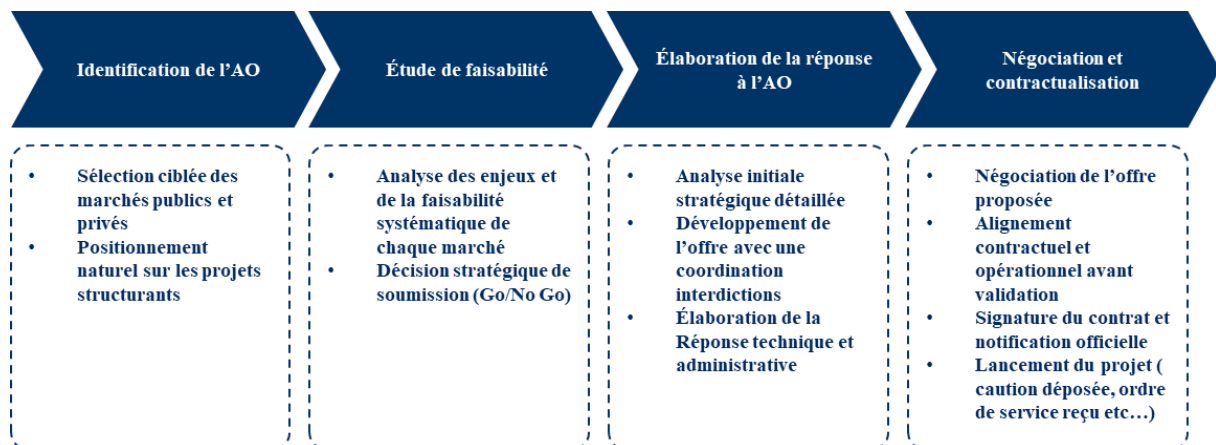 Identification de l'AO
Étude de faisabilité
Élaboration de la réponse
à l'AO
Négociation et
contractualisation
• Sélection ciblée des
marchés publics et
privés
• Positionnement
naturel sur les projets
structurants
• Analyse des enjeux et
de la faisabilité
systématique de
chaque marché
• Décision stratégique de
soumission (Go/No Go)
• Analyse initiale
stratégique détaillée
• Développement de
l'offre avec une
coordination
interdictions
• Élaboration de la
Réponse technique et
administrative
• Négociation de l'offre
proposée
• Alignement
contractuel et
opérationnel avant
validation
• Signature du contrat et
notification officielle
• Lancement du projet (
caution déposée, ordre
de service reçu etc…)